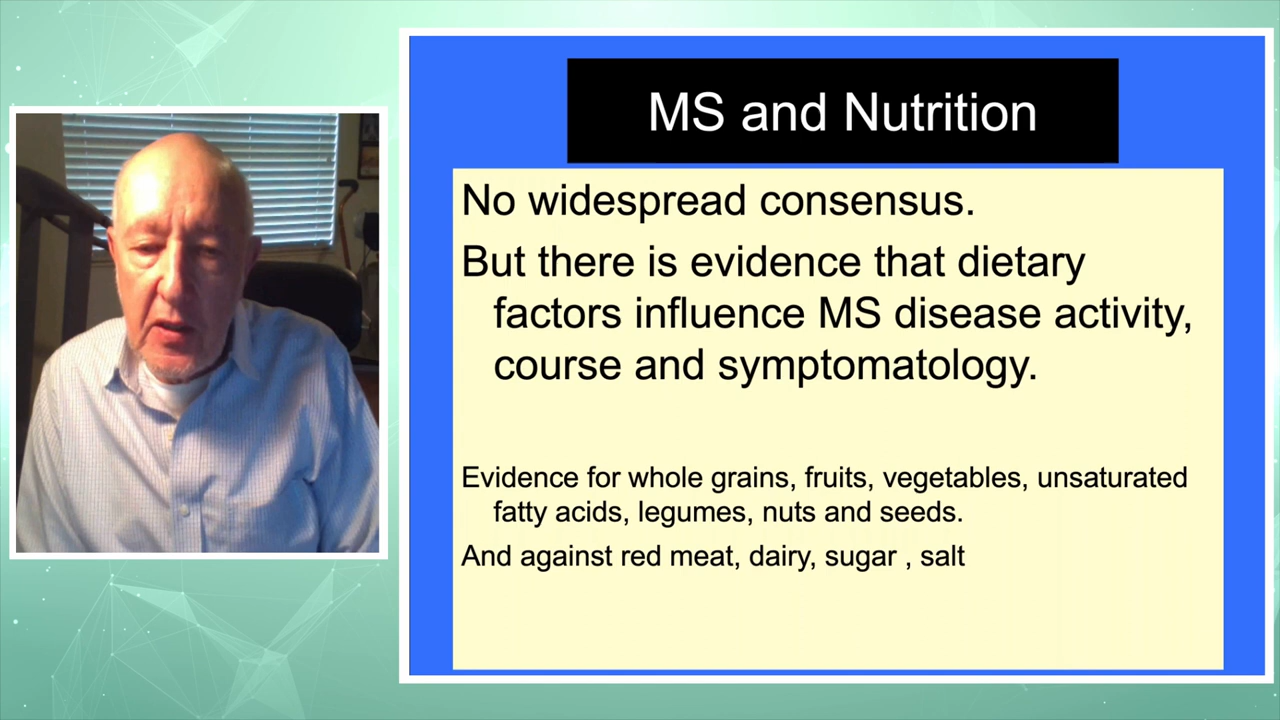 MS and Nutrition
No widespread consensus.
But there is evidence that dietary
factors influence MS disease activity,
course and symptomatology.
Evidence for whole grains, fruits, vegetables, unsaturated
fatty acids, legumes, nuts and seeds.
And against red meat, dairy, sugar , salt